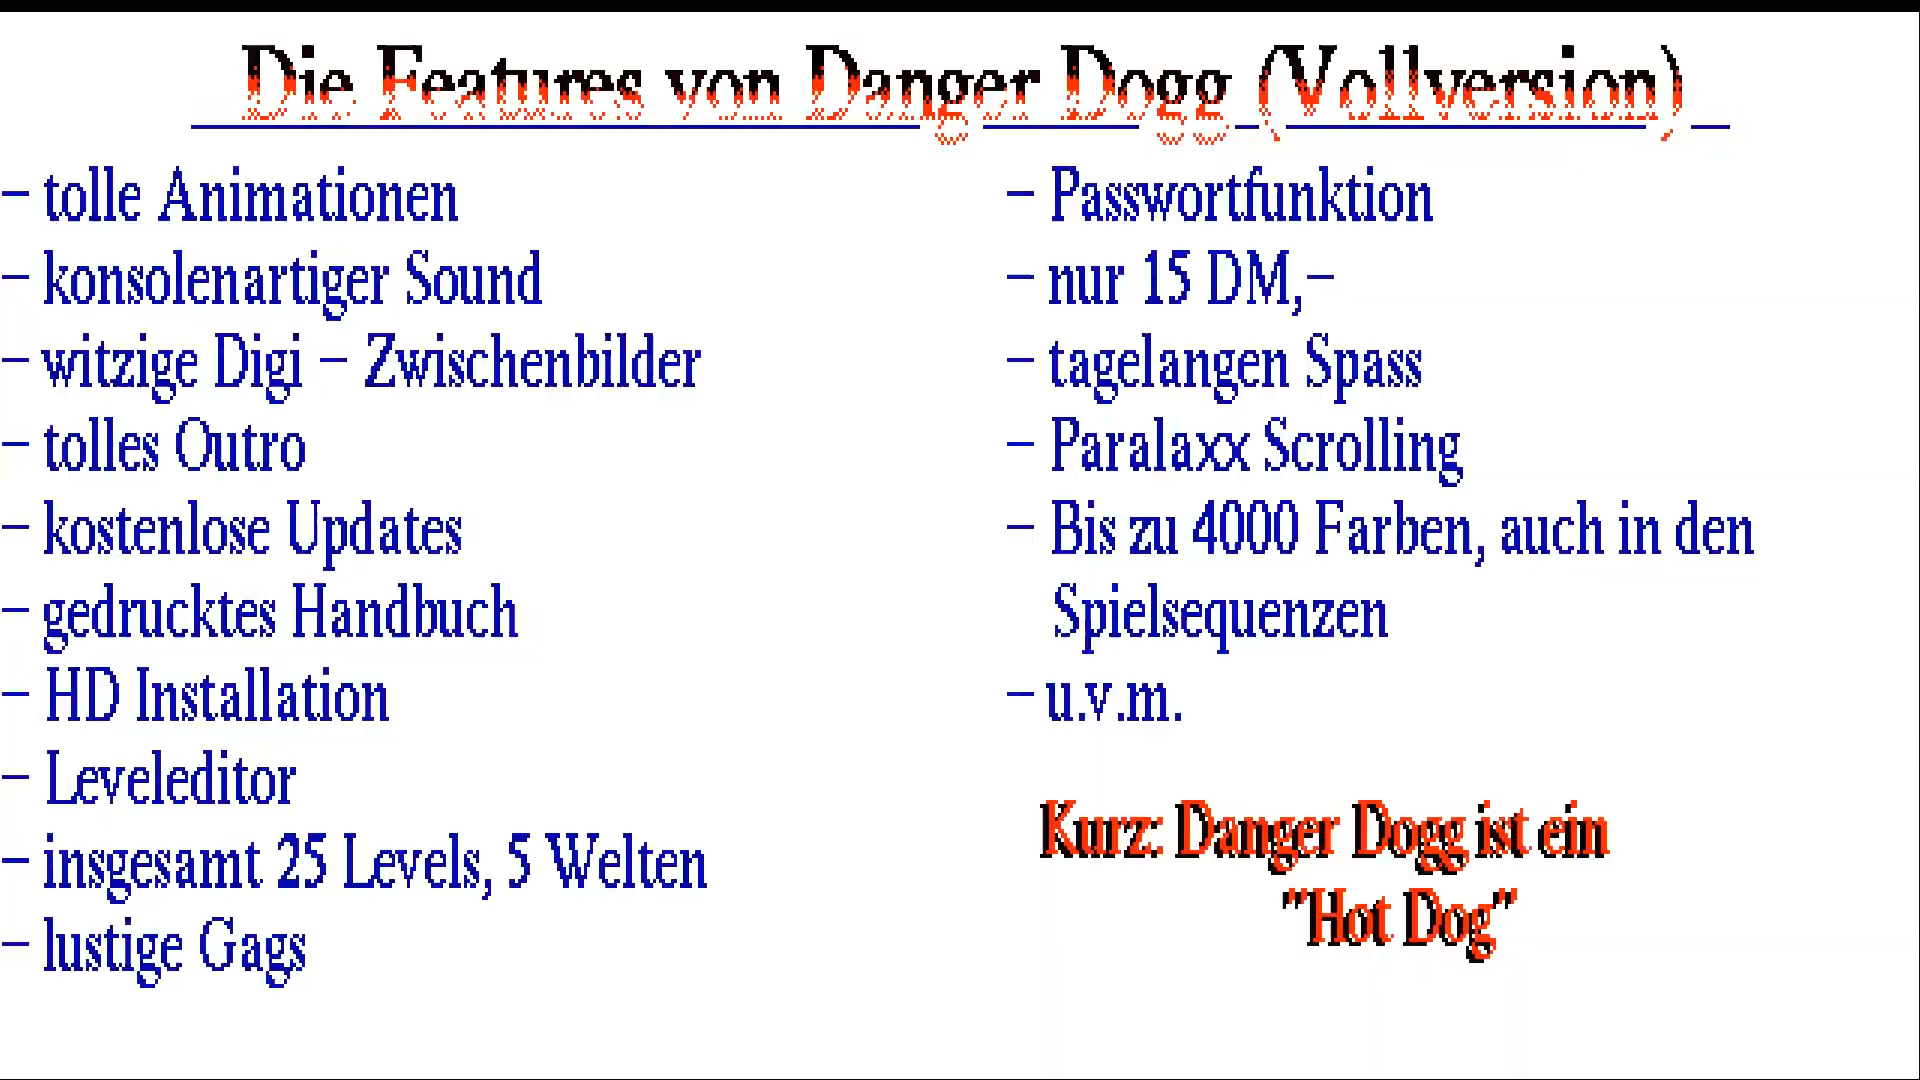 Die Features von Danger Dogg (Vollversion)
- tolle Animationen
- konsolenartiger Sound
- witzige Digi - Zwischenbilder
- tolles Outro
- kostenlose Updates
- gedrucktes Handbuch
- HD Installation
- Leveleditor
- insgesamt 25 Levels, 5 Welten
- lustige Gags
- Passwortfunktion
- nur 15 DM,-
- tagelangen Spass
- Paralaxx Scrolling
- Bis zu 4000 Farben, auch in den
Spielsequenzen
- u.v.m.
Kurz: Danger Dogg ist ein
"Hot Dog"